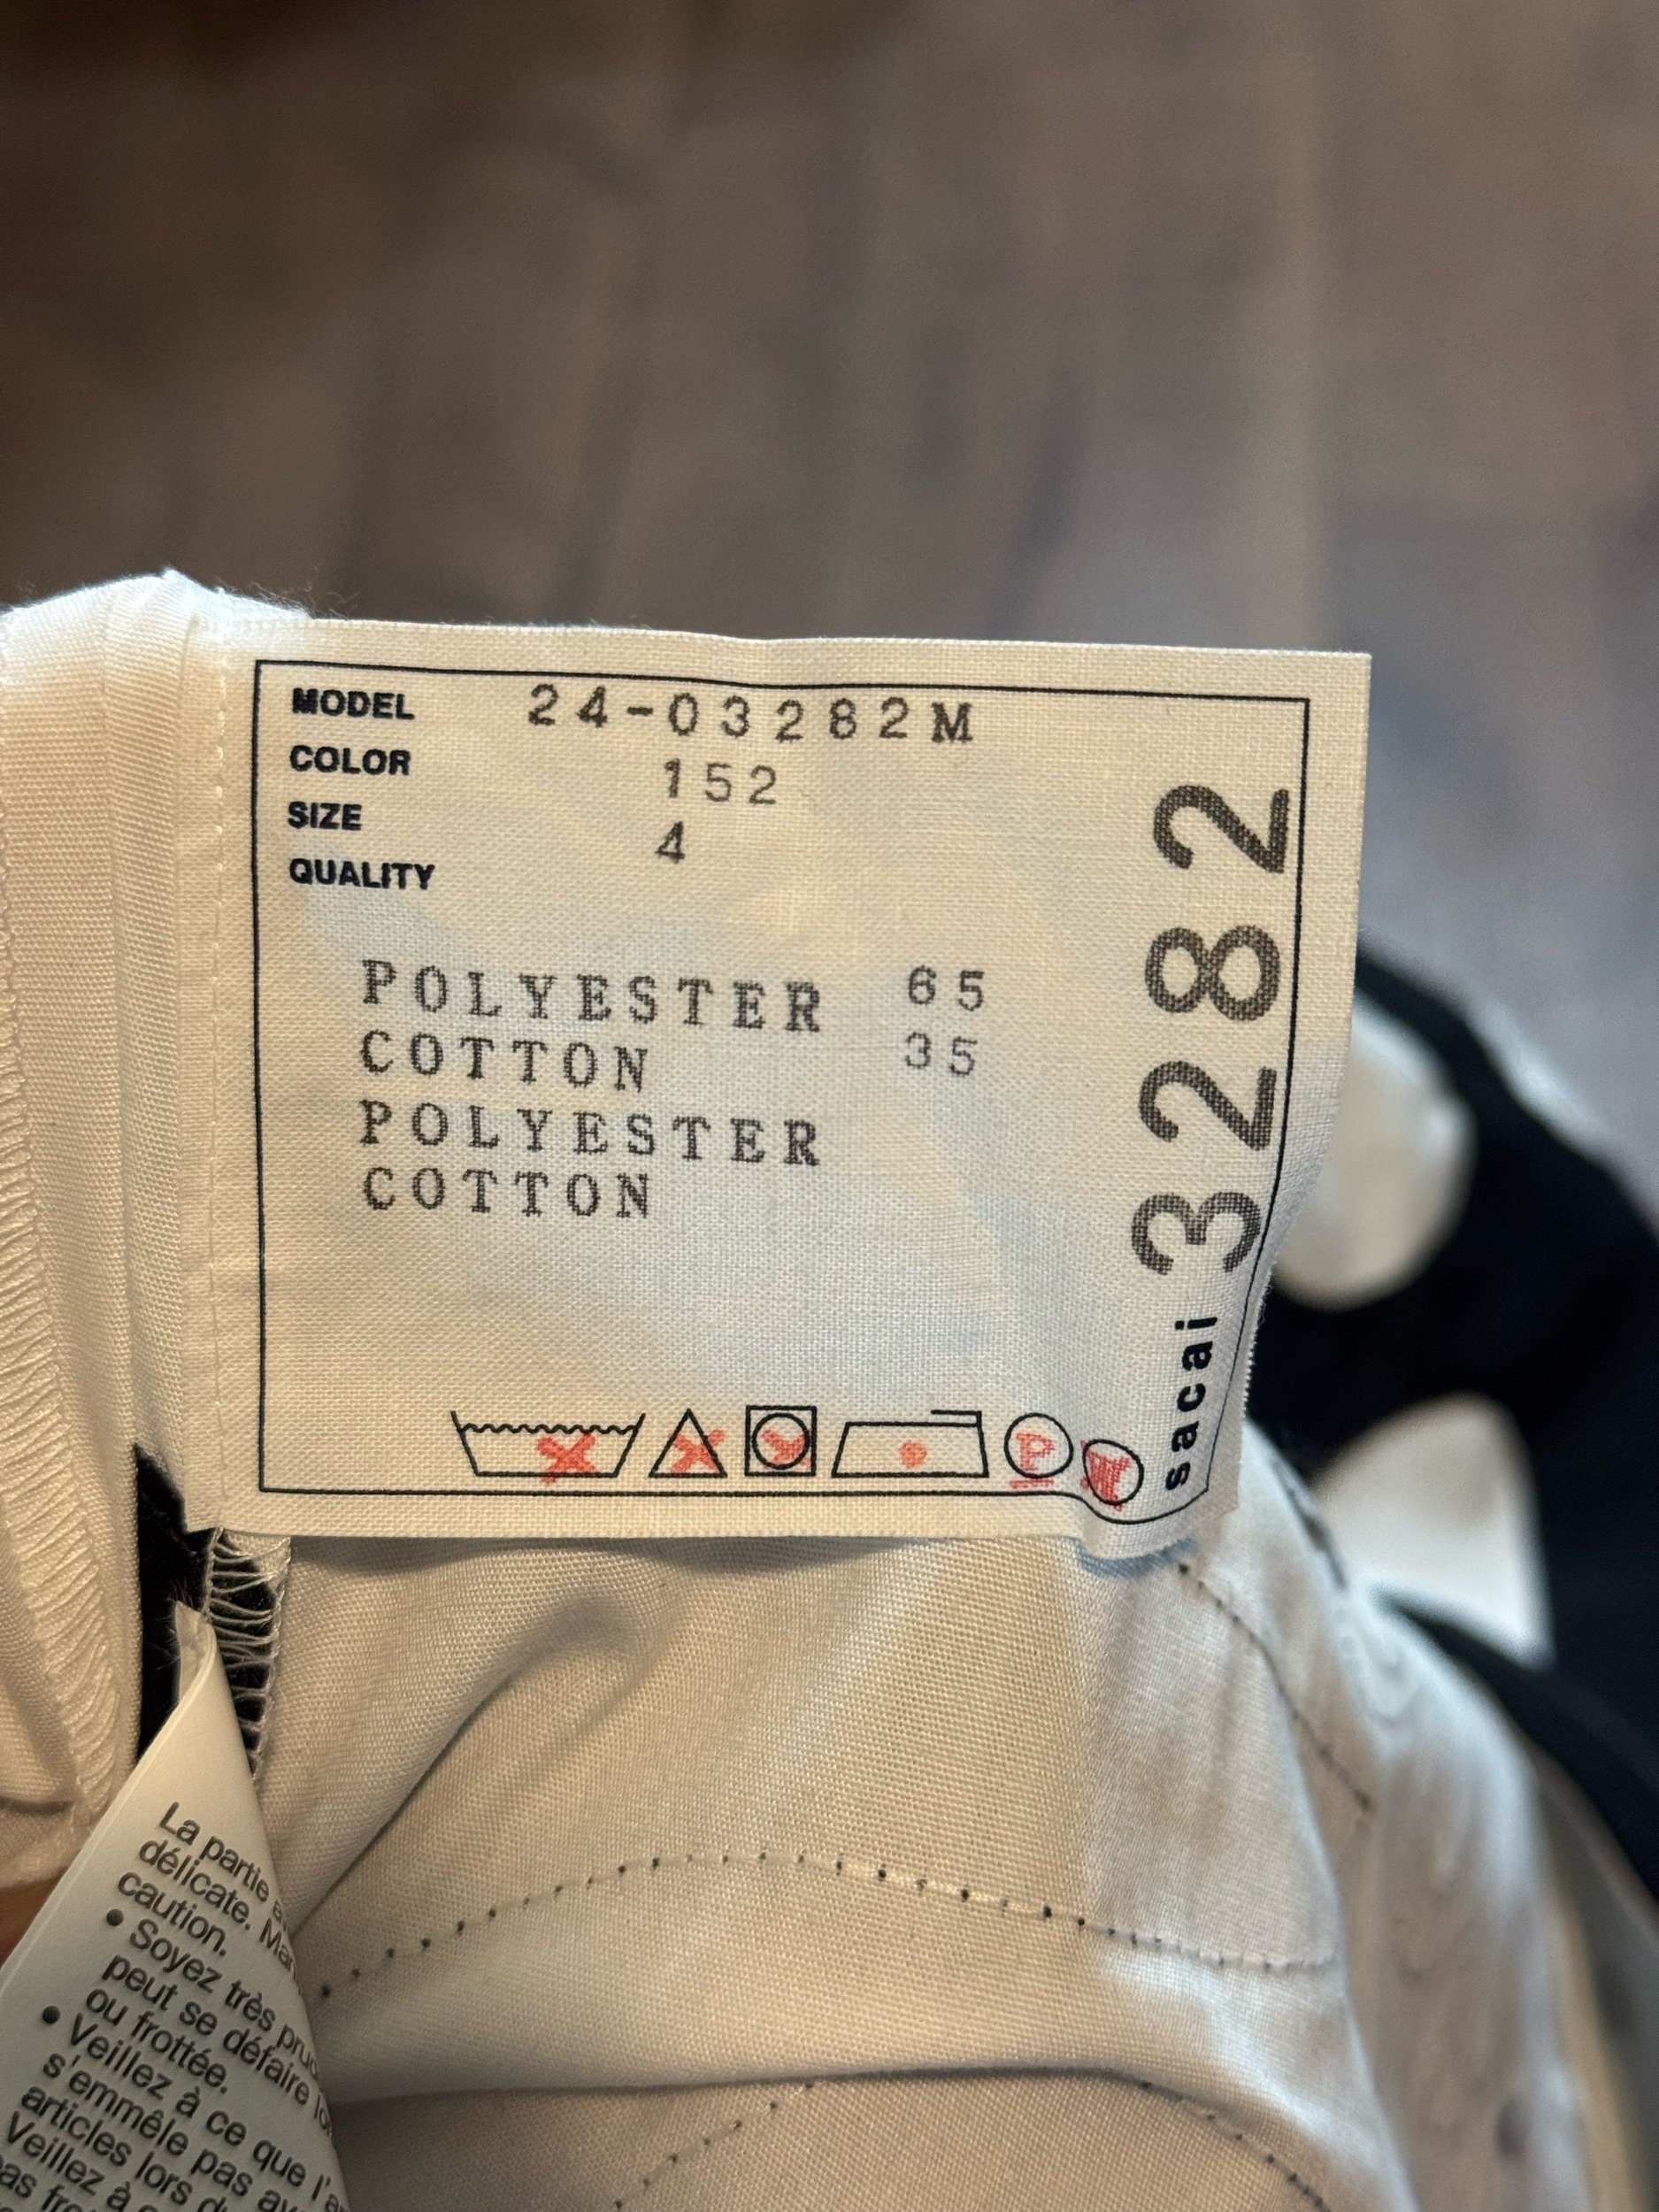 MODEL 24-03282M
COLOR 152
SIZE 4
QUALITY
POLYESTER 65
COTTON 35
POLYESTER
COTTON
P
W
sacai 3282
La partie
délicate.
caution.
• Soyez très
peut se défaire
ou frottée.
• Veillez à ce que
s'emmêle pas
articles lors
Veillez à